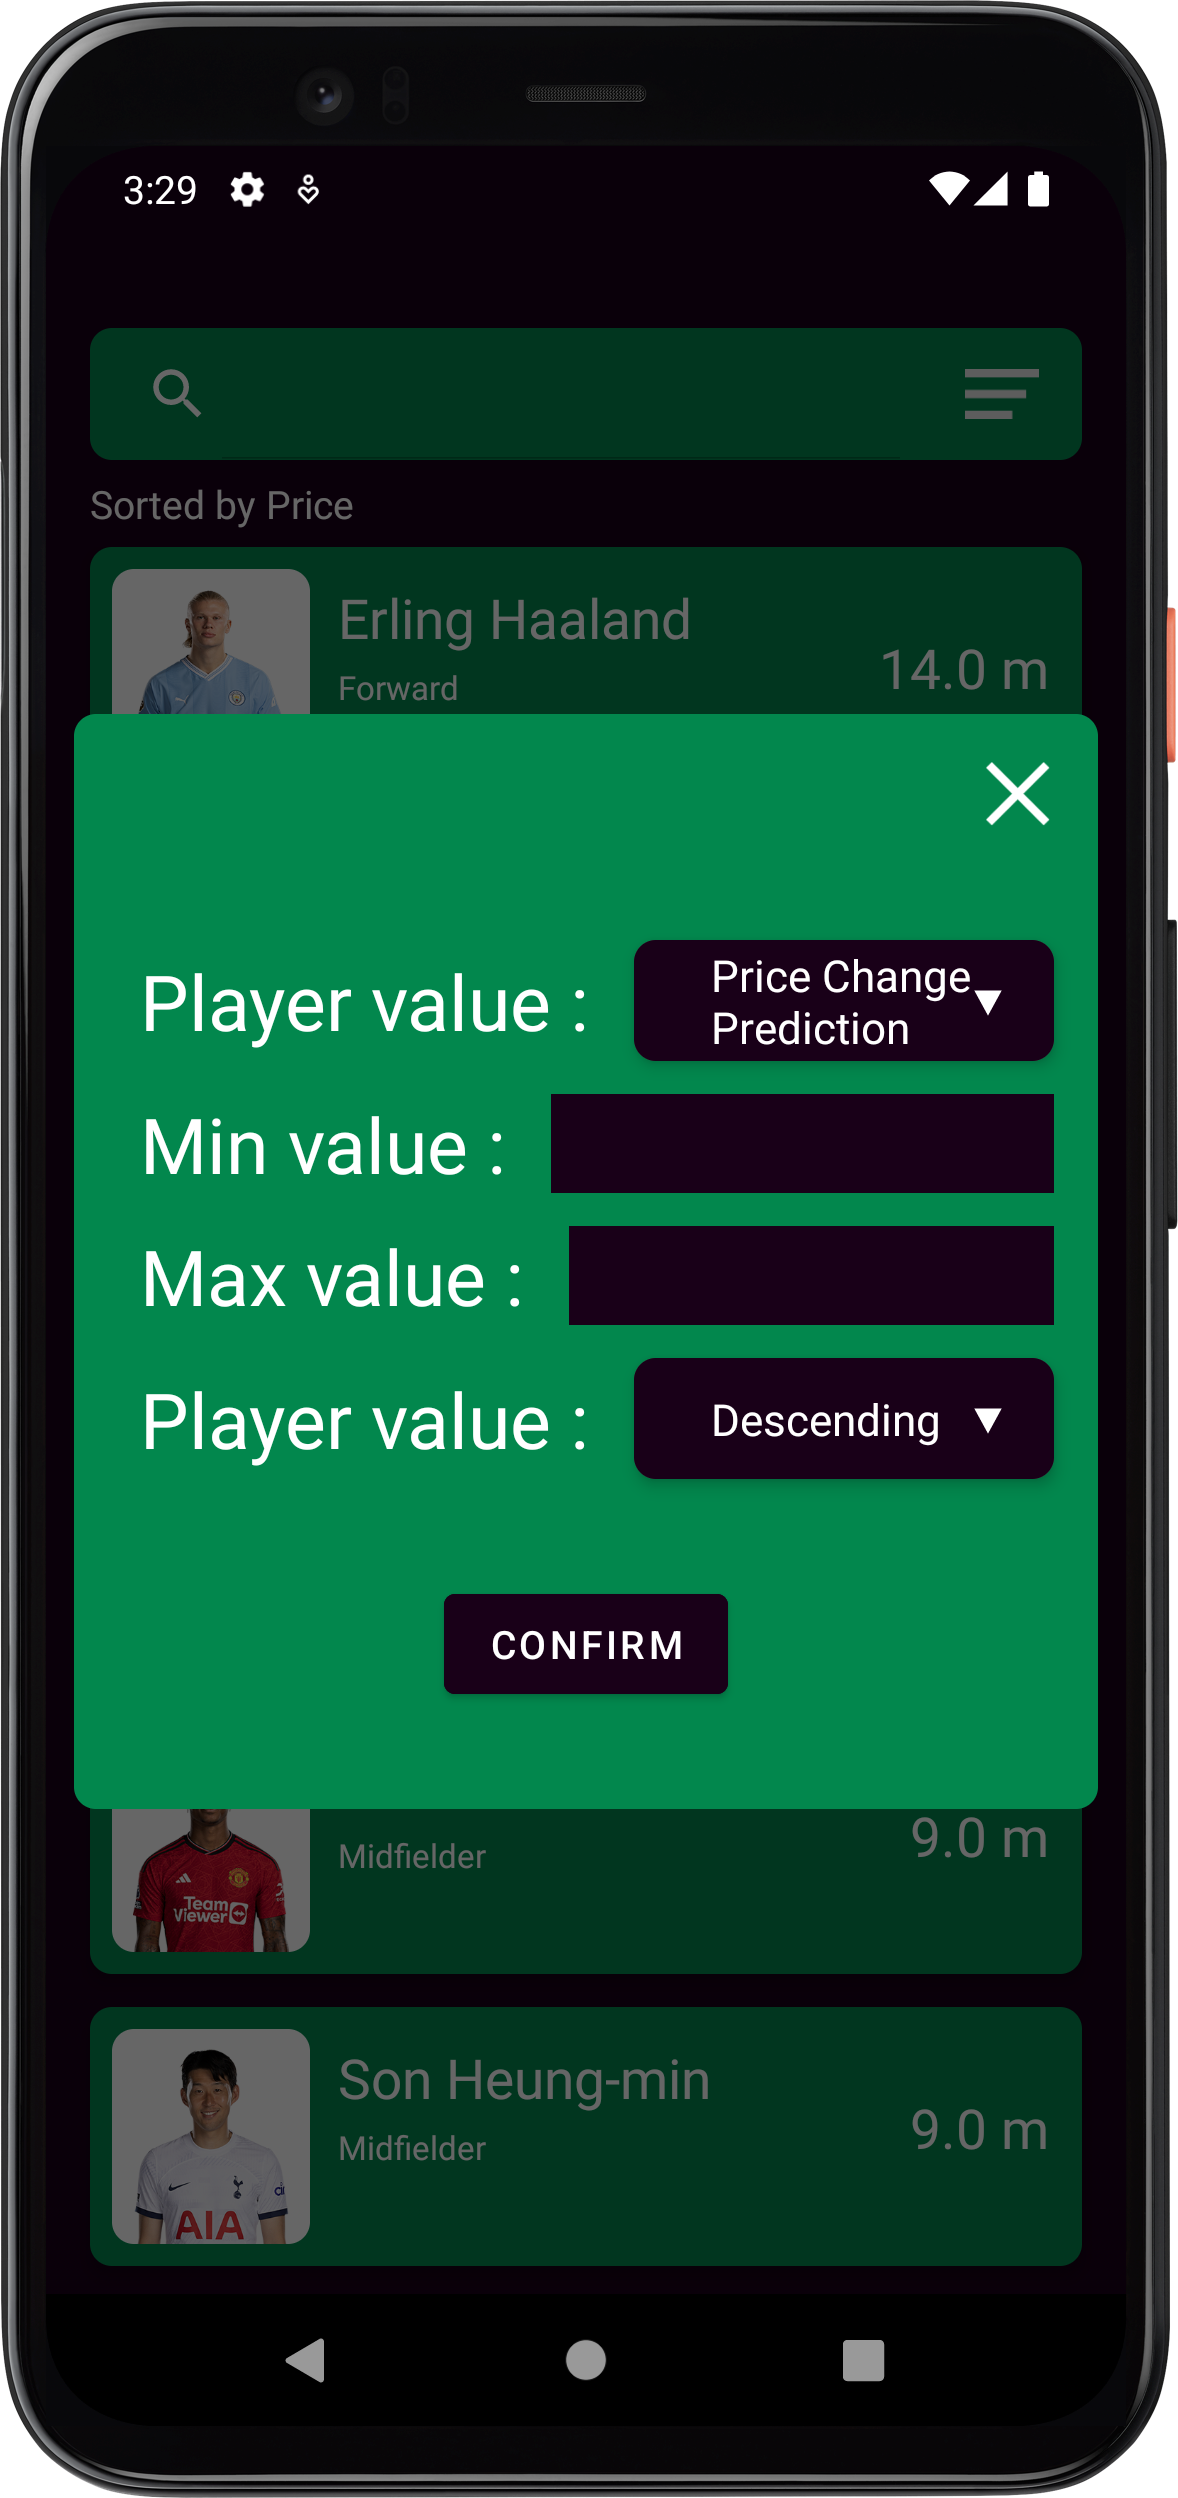 3:29
Sorted by Price
Erling Haaland
Forward
14.0 m
Player value :
Price Change
Prediction
Min value :
Max value :
Player value :
Descending
CONFIRM
Midfielder
9.0 m
Team
Viewer
Son Heung-min
Midfielder
9.0 m
AIA